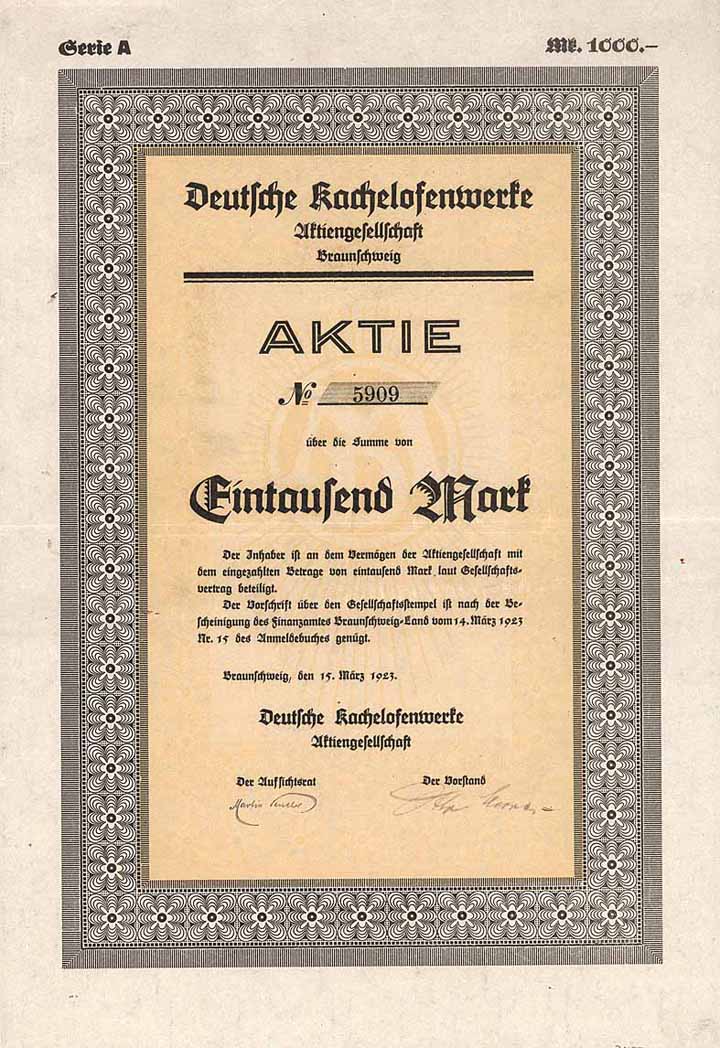 Serie A
Mk. 1000.–
Deutsche Kachelofenwerke
Aktiengesellschaft
Braunschweig
AKTIE
No 5909
über die Summe von
Eintausend Mark
Der Inhaber ist an dem Vermögen der Aktiengesellschaft mit
dem eingezahlten Betrage von eintausend Mark laut Gesellschafts-
vertrag beteiligt.
Der Vorschrift über den Gesellschaftsstempel ist nach der Be-
scheinigung des Finanzamtes Braunschweig-Land vom 14. März 1923
Nr. 15 des Anmeldebuches genügt.
Braunschweig, den 15. März 1923.
Deutsche Kachelofenwerke
Aktiengesellschaft
Der Aufsichtsrat
Der Vorstand
Martin